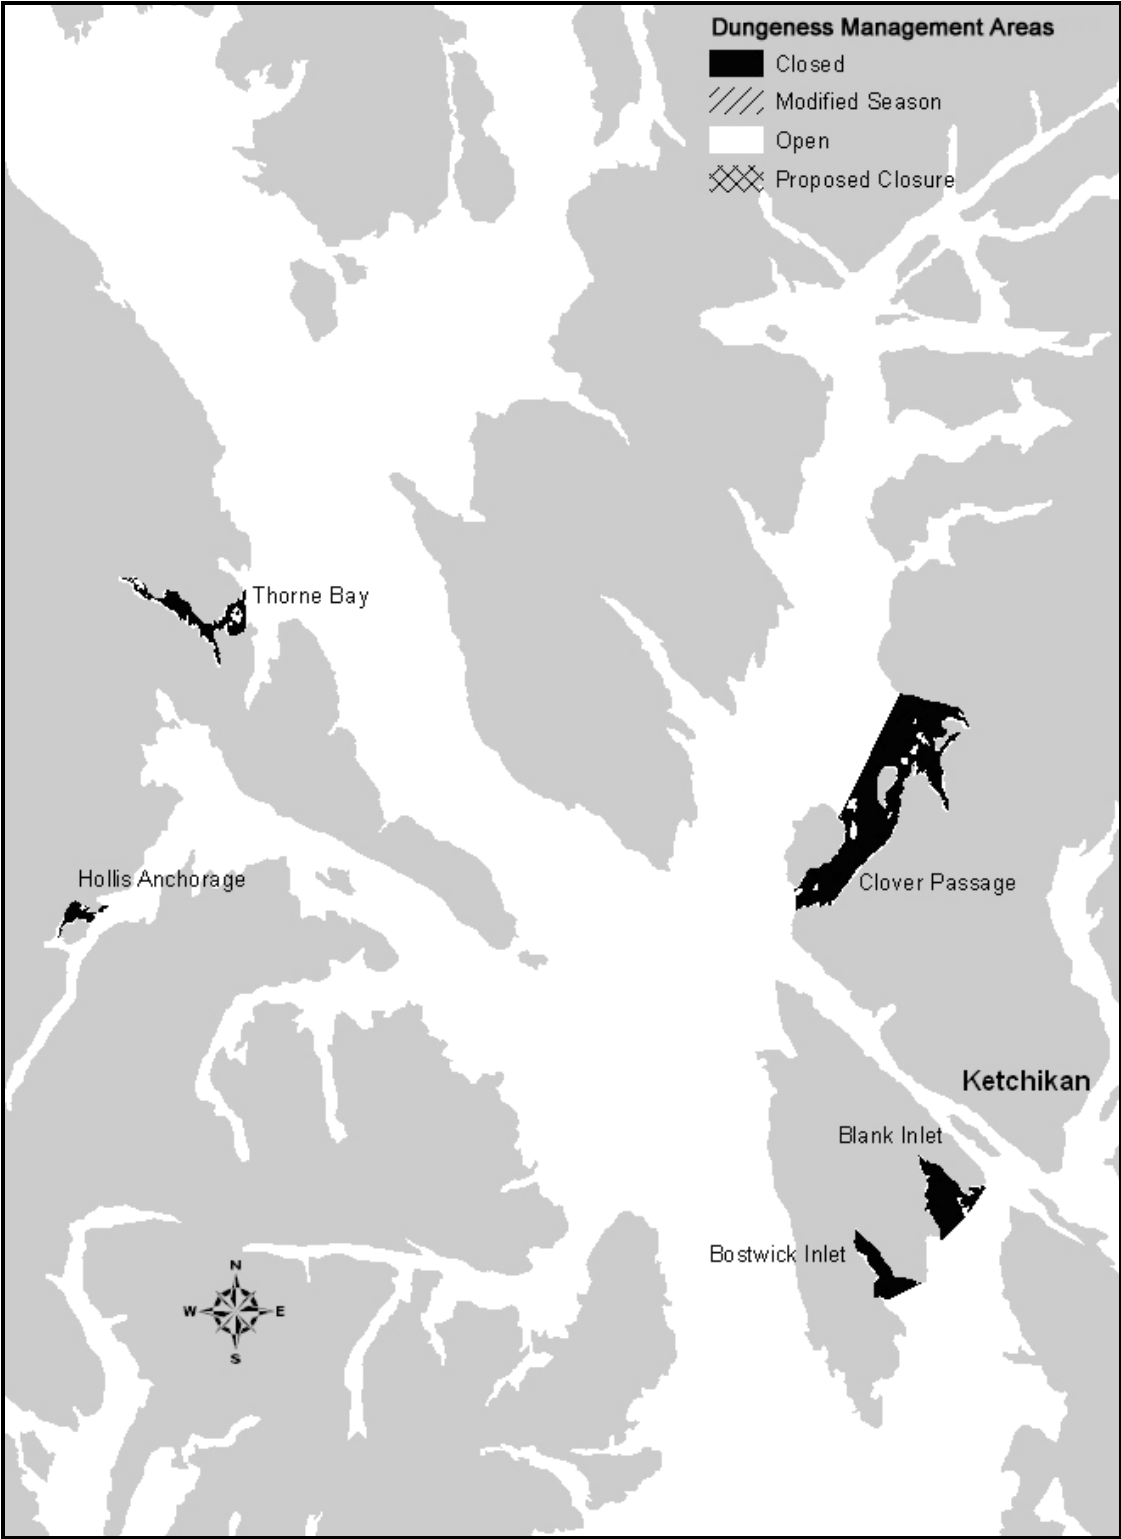 Dungeness Management Areas
Closed
Modified Season
Open
Proposed Closure
Thorne Bay
Hollis Anchorage
Clover Passage
Ketchikan
Blank Inlet
Bostwick Inlet
N
W E
S